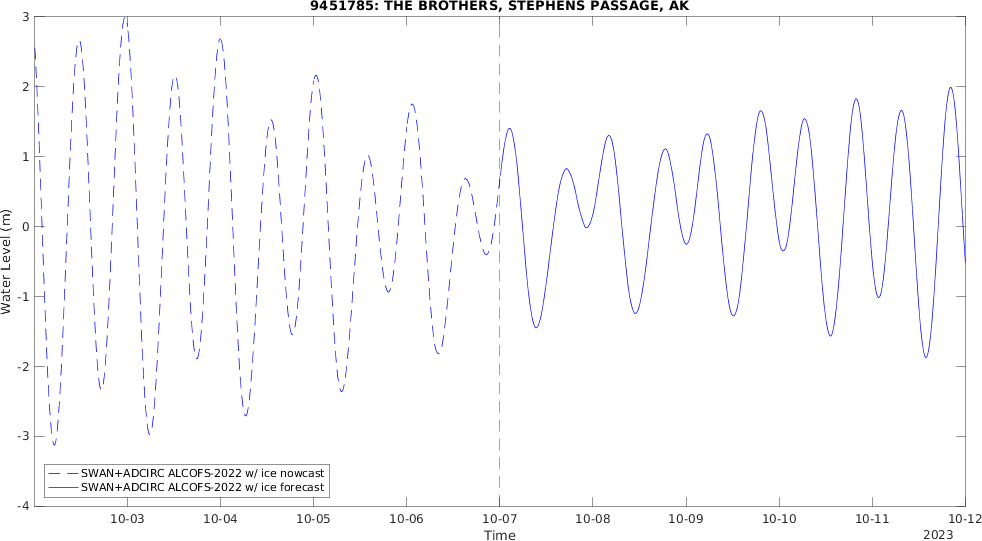 9451785: THE BROTHERS, STEPHENS PASSAGE, AK
Water Level (m)
3
2
1
0
-1
-2
-3
-4
SWAN+ADCIRC ALCOFS-2022 w/ ice nowcast
SWAN+ADCIRC ALCOFS-2022 w/ ice forecast
10-03 10-04 10-05 10-06 10-07 10-08 10-09 10-10 10-11 10-12
Time
2023